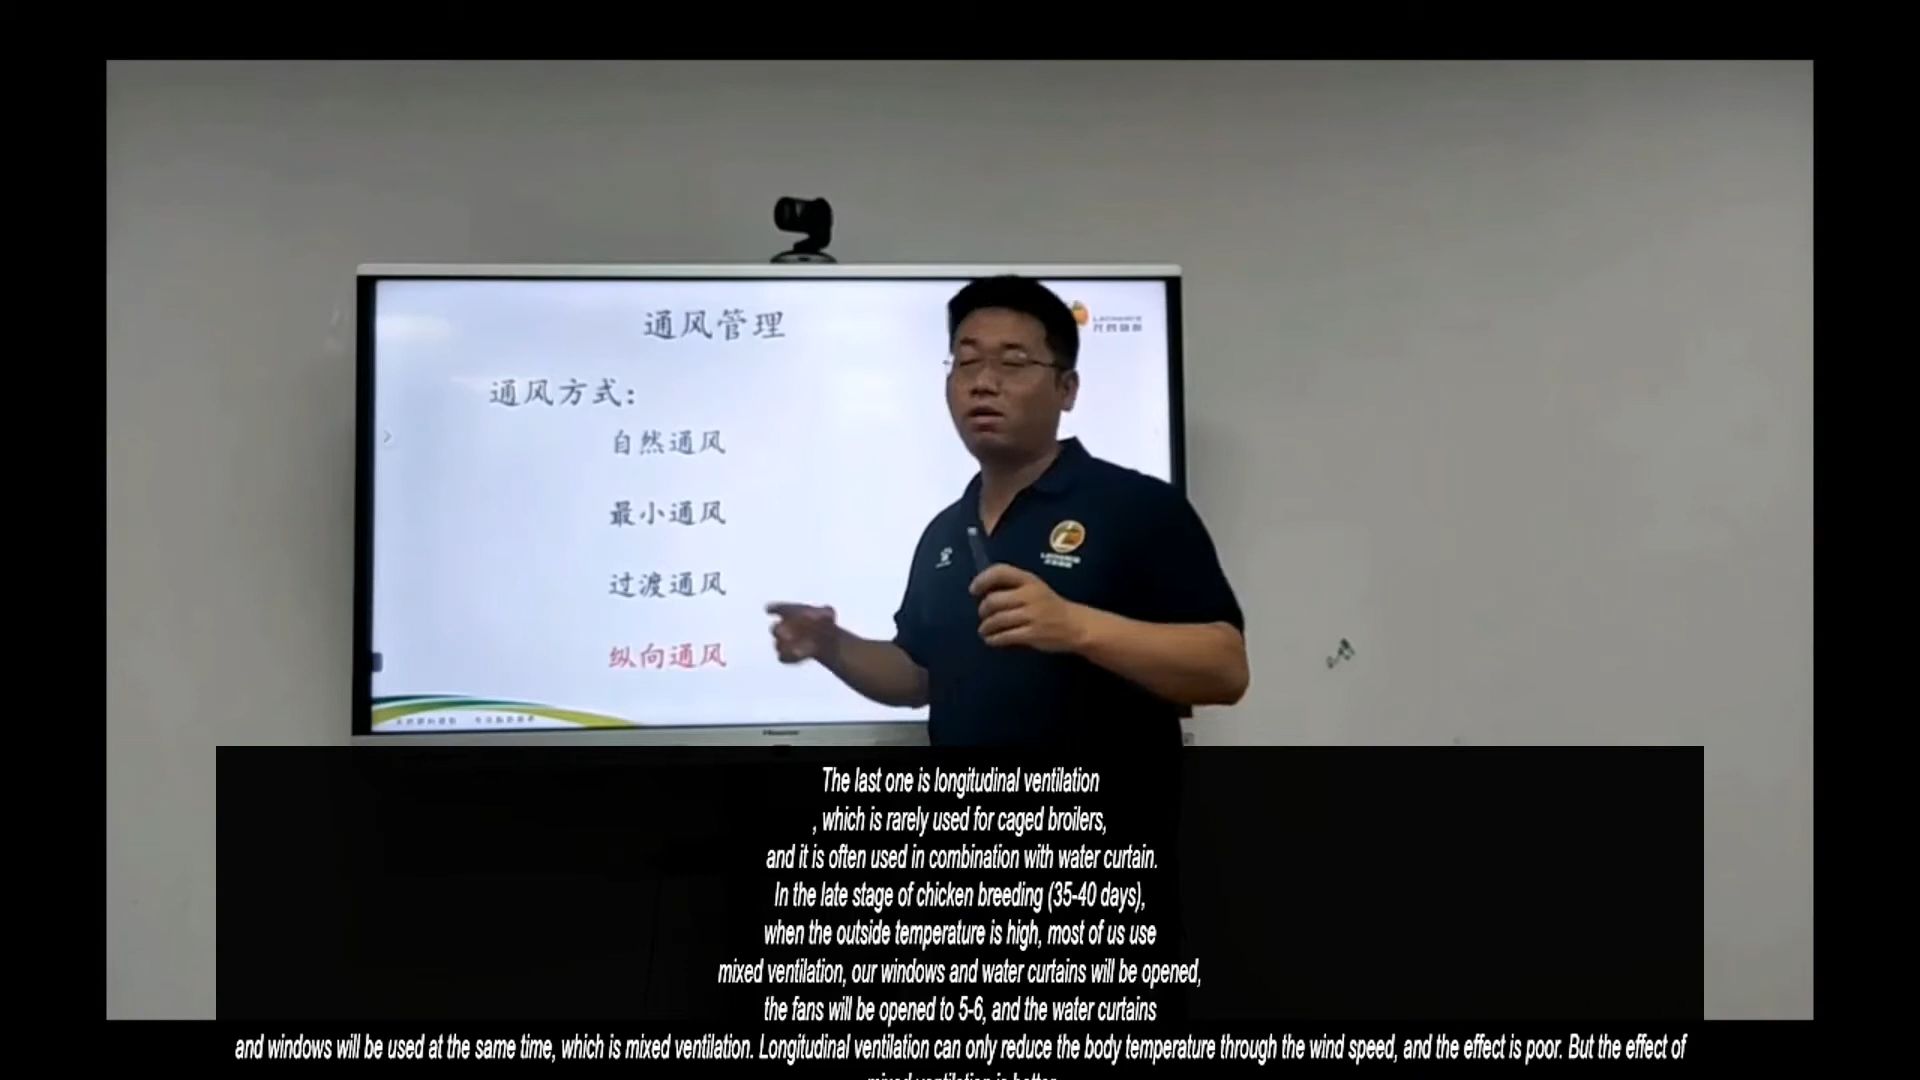 通风管理
通风方式：
自然通风
最小通风
过渡通风
纵向通风
The last one is longitudinal ventilation
, which is rarely used for caged broilers,
and it is often used in combination with water curtain.
In the late stage of chicken breeding (35-40 days),
when the outside temperature is high, most of us use
mixed ventilation, our windows and water curtains will be opened,
the fans will be opened to 5-6, and the water curtains
and windows will be used at the same time, which is mixed ventilation. Longitudinal ventilation can only reduce the body temperature through the wind speed, and the effect is poor. But the effect of
mixed ventilation is better